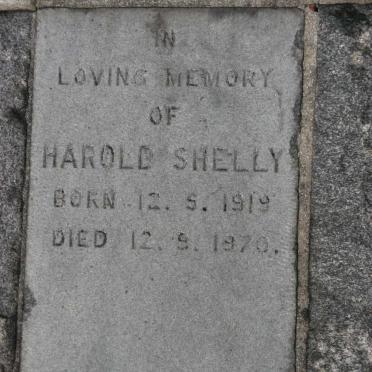 IN
LOVING MEMORY
OF
HAROLD SHELLY
BORN 12. 5. 1919
DIED 12. 9. 1970.